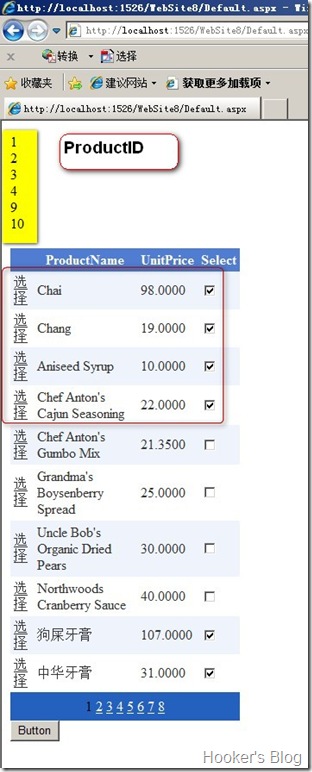 http://localhost:1526/WebSite8/Default.aspx - Wi
http://localhost:1526/WebSite8/Default.aspx
转换 选择
收藏夹 建议网站 获取更多附加项
http://localhost:1526/WebSite8/Default.aspx
1
2
3
4
9
10
ProductID
ProductName UnitPrice Select
选择 Chai 98.0000
选择 Chang 19.0000
选择 Aniseed Syrup 10.0000
选择 Chef Anton's
Cajun Seasoning 22.0000
选择 Chef Anton's
Gumbo Mix 21.3500
选择 Grandma's
Boysenberry 25.0000
Spread
选择 Uncle Bob's
Organic Dried 30.0000
Pears
选择 Northwoods
Cranberry Sauce 40.0000
选择 狗屎牙膏 107.0000
选择 中华牙膏 31.0000
1 2 3 4 5 6 7 8
Button
Hooker's Blog